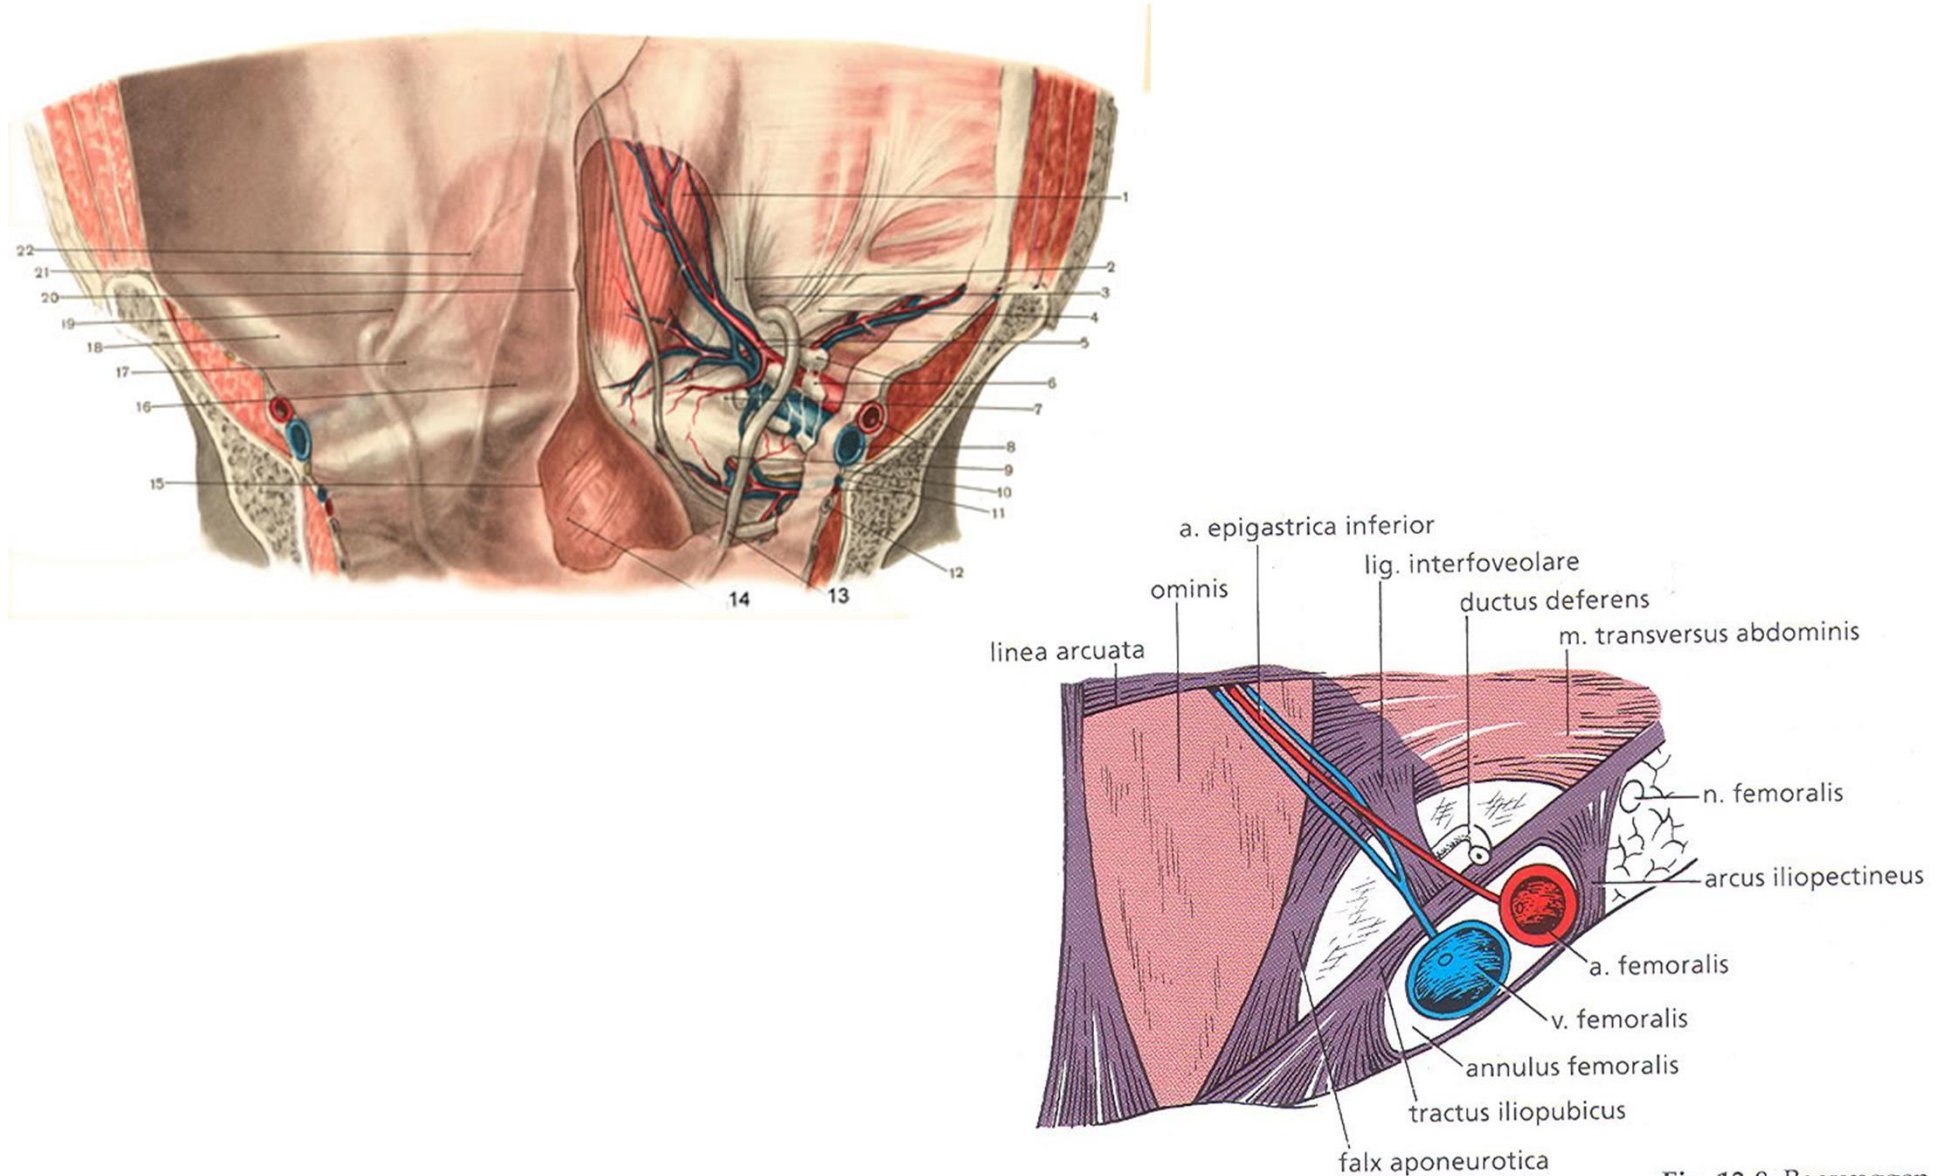 1
2
3
4
5
6
7
8
9
10
11
12
13
14
15
16
17
18
19
20
21
22
a. epigastrica inferior
lig. interfoveolare
ominis
ductus deferens
m. transversus abdominis
linea arcuata
n. femoralis
arcus iliopectineus
a. femoralis
v. femoralis
annulus femoralis
tractus iliopubicus
falx aponeurotica